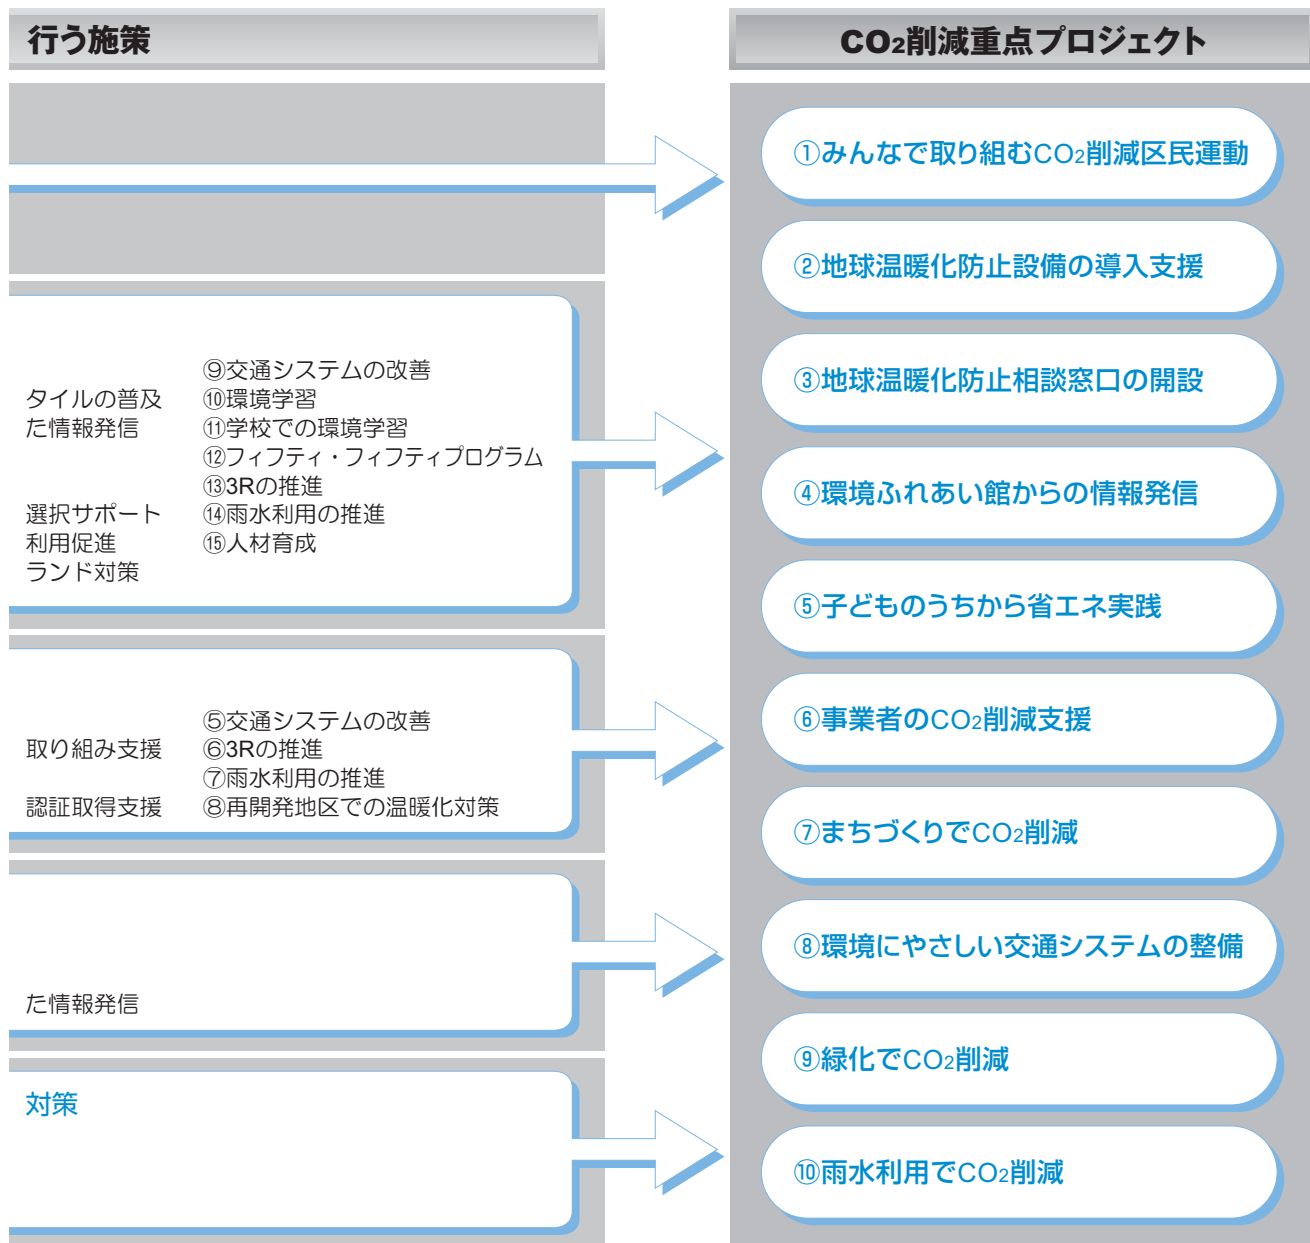 行う施策
CO₂削減重点プロジェクト
⑨交通システムの改善
タイルの普及 ⑩環境学習
た情報発信 ⑪学校での環境学習
⑫フィフティ・フィフティプログラム
⑬3Rの推進
選択サポート ⑭雨水利用の推進
利用促進 ⑮人材育成
ランド対策
⑤交通システムの改善
取り組み支援 ⑥3Rの推進
⑦雨水利用の推進
認証取得支援 ⑧再開発地区での温暖化対策
た情報発信
対策
①みんなで取り組むCO₂削減区民運動
②地球温暖化防止設備の導入支援
③地球温暖化防止相談窓口の開設
④環境ふれあい館からの情報発信
⑤子どものうちから省エネ実践
⑥事業者のCO₂削減支援
⑦まちづくりでCO₂削減
⑧環境にやさしい交通システムの整備
⑨緑化でCO₂削減
⑩雨水利用でCO₂削減